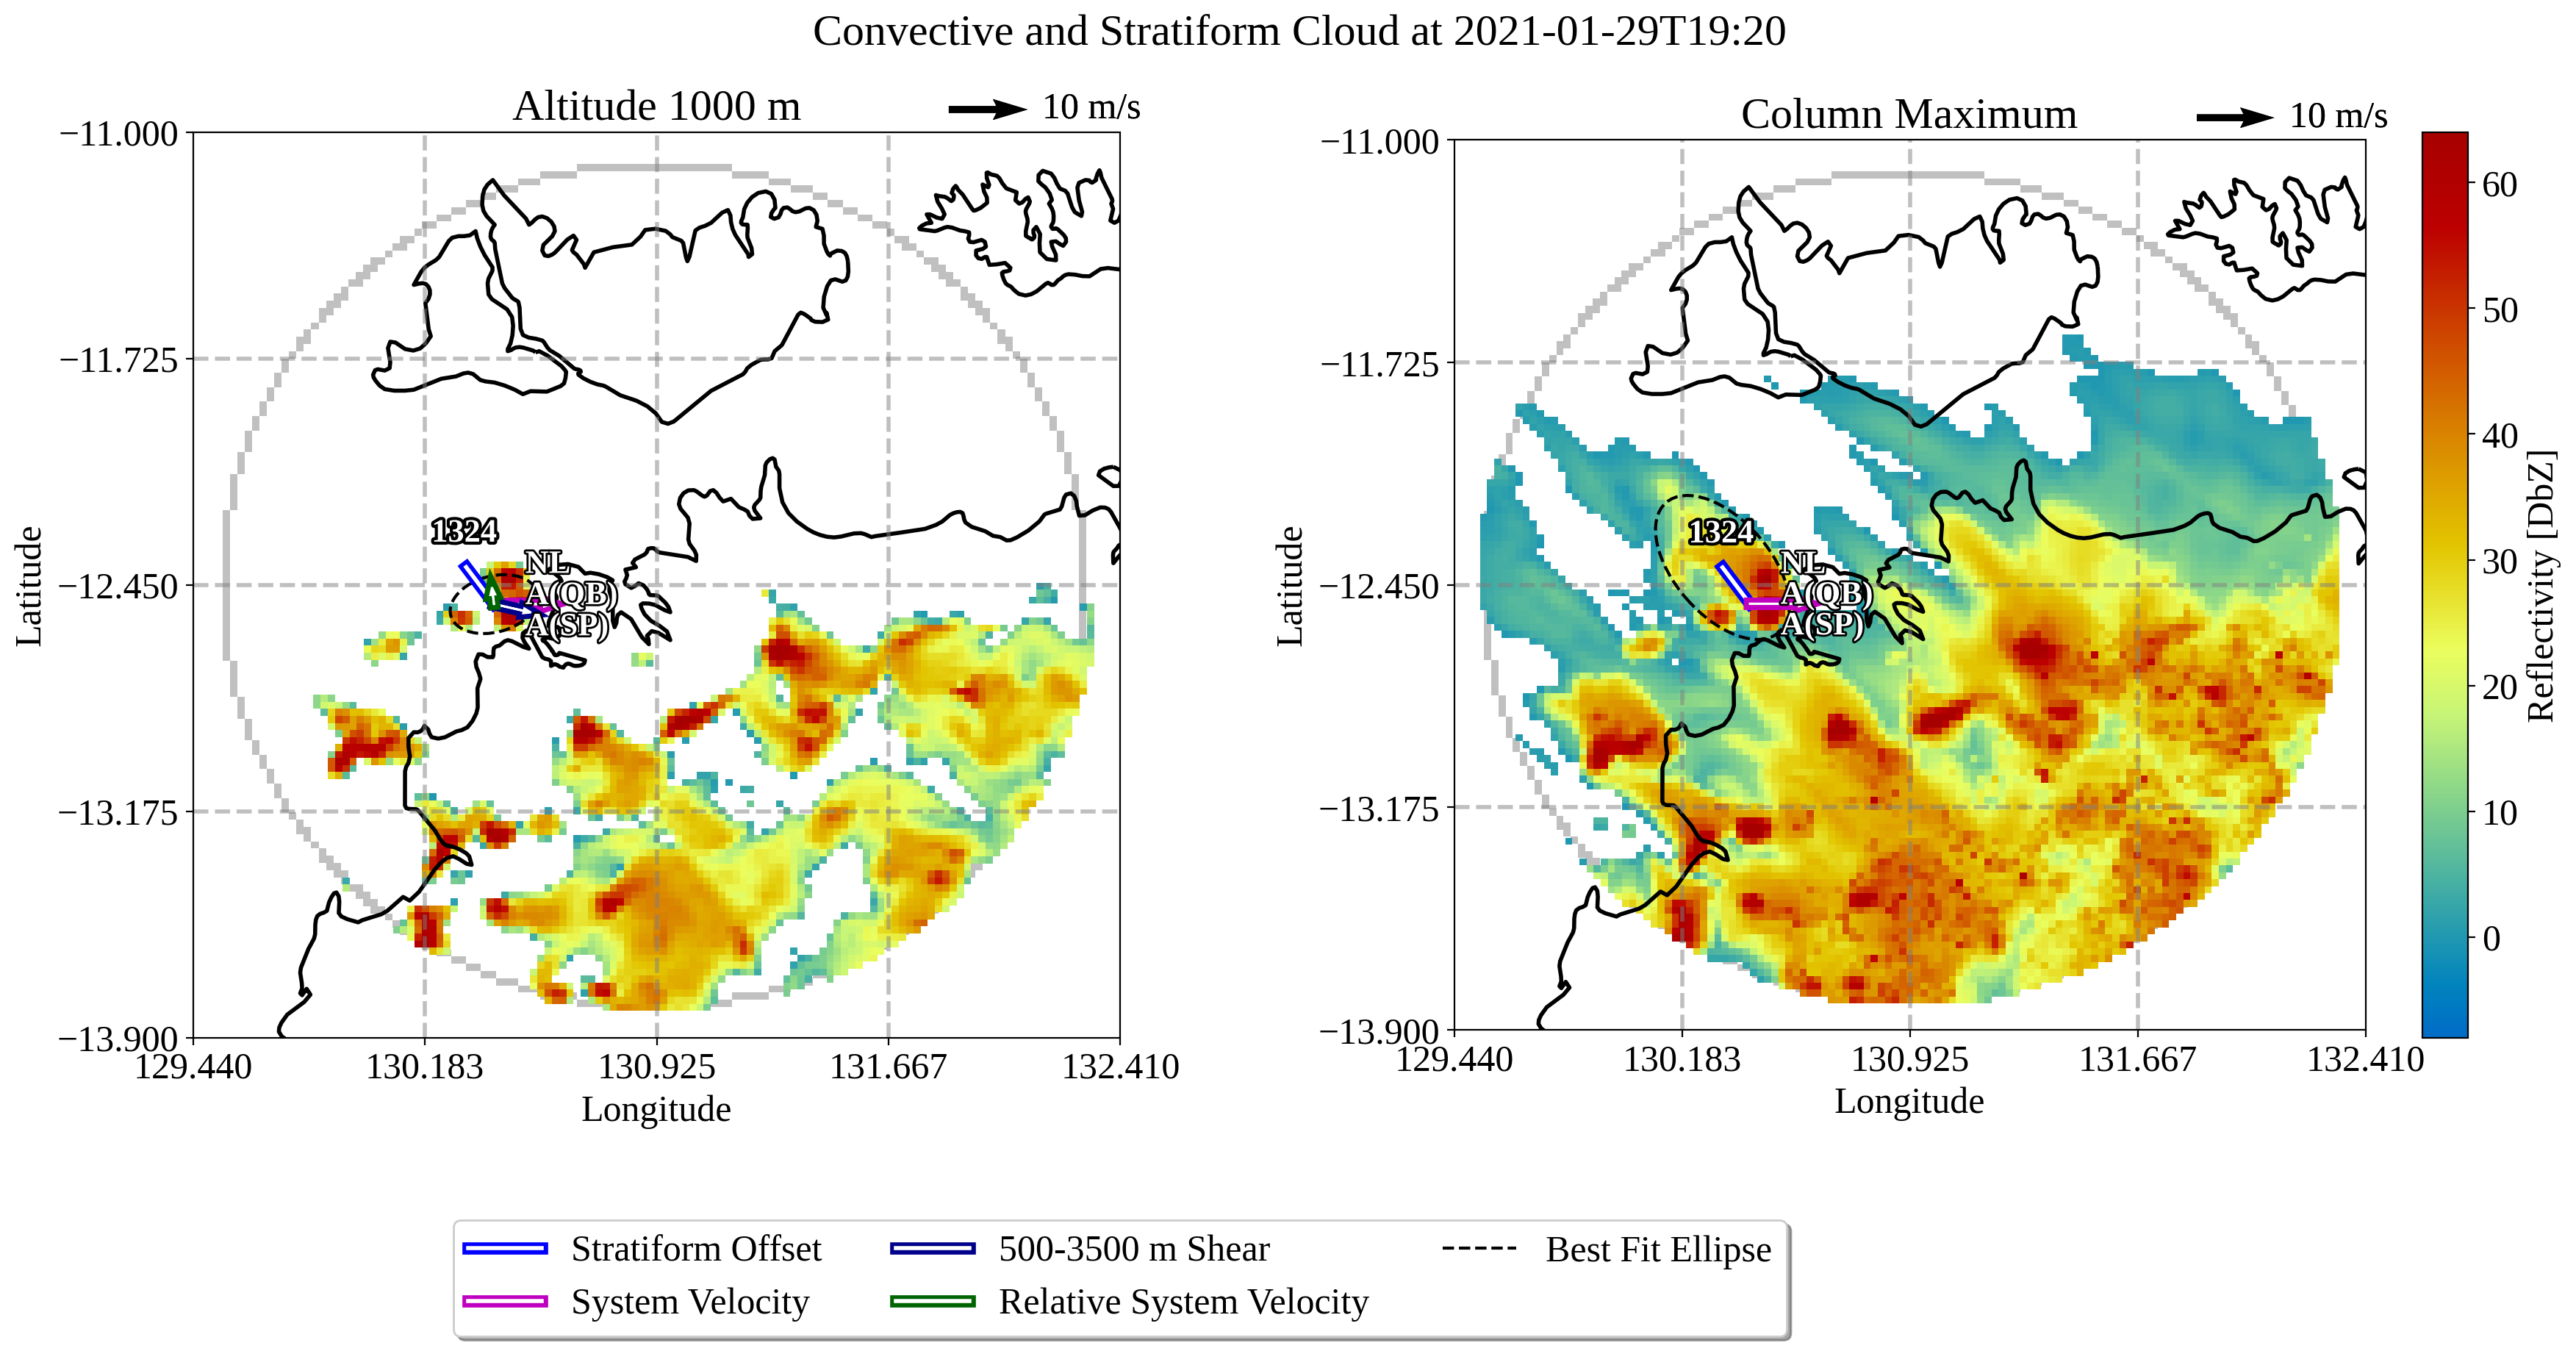 Convective and Stratiform Cloud at 2021-01-29T19:20
Altitude 1000 m
10 m/s
−11.000
−11.725
−12.450
−13.175
−13.900
Latitude
1324
NL
A(QB)
A(SP)
129.440
130.183
130.925
131.667
132.410
Longitude
Column Maximum
10 m/s
−11.000
−11.725
−12.450
−13.175
−13.900
Latitude
1324
NL
A(QB)
A(SP)
129.440
130.183
130.925
131.667
132.410
Longitude
60
50
40
30
20
10
0
Reflectivity [DbZ]
Stratiform Offset
System Velocity
500-3500 m Shear
Relative System Velocity
Best Fit Ellipse